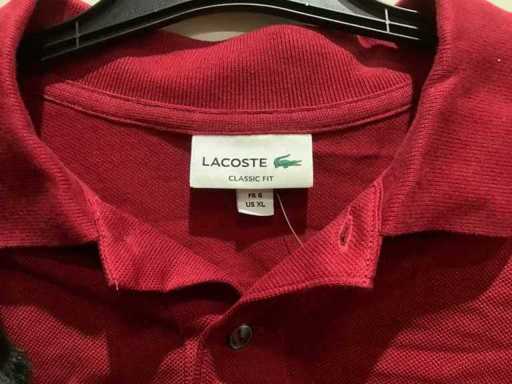 LACOSTE
CLASSIC FIT
FR 6
US XL